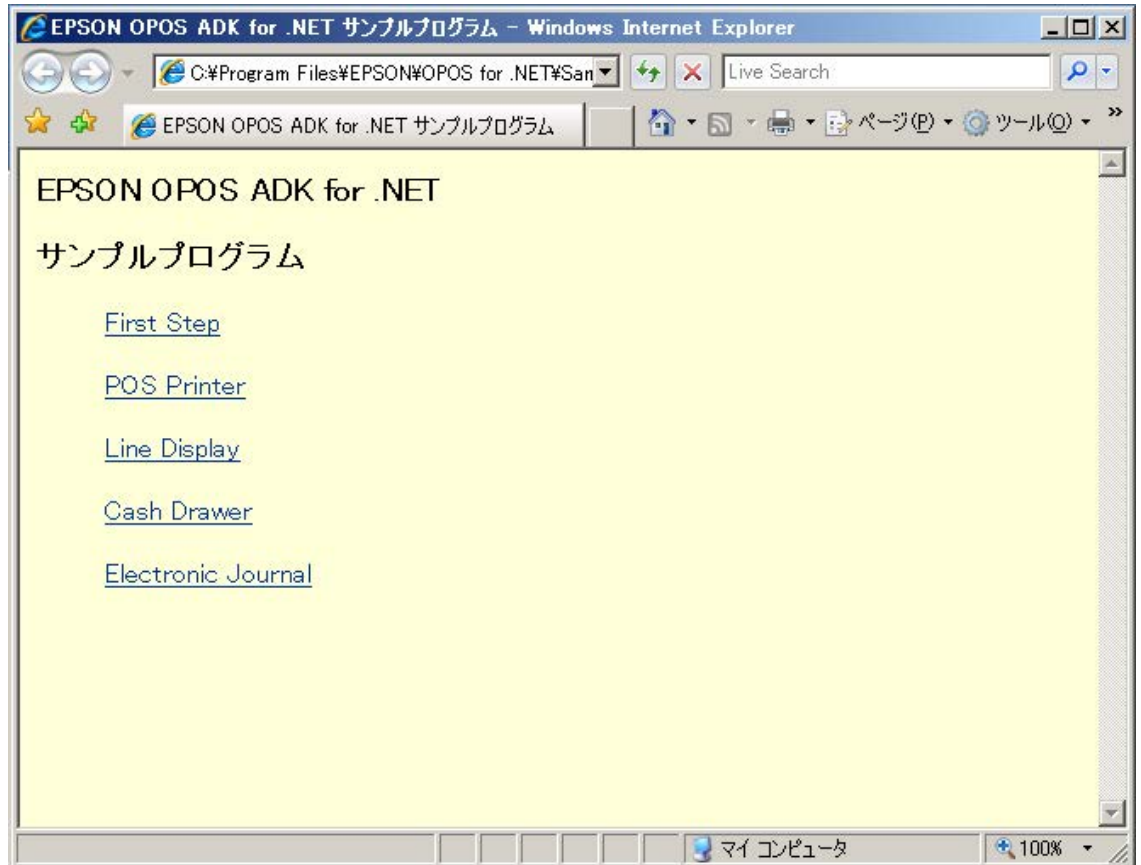 EPSON OPOS ADK for .NET サンプルプログラム - Windows Internet Explorer
C:¥Program Files¥EPSON¥OPOS for .NET¥San
Live Search
EPSON OPOS ADK for .NET サンプルプログラム
ページ(P)
ツール(O)
EPSON OPOS ADK for .NET
サンプルプログラム
First Step
POS Printer
Line Display
Cash Drawer
Electronic Journal
マイ コンピュータ
100%